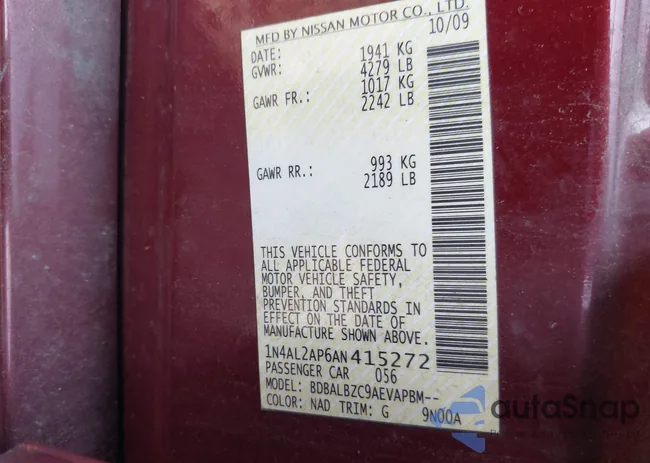 MFD BY NISSAN MOTOR CO., LTD.
10/09
DATE:
GVWR: 1941 KG
4279 LB
GAWR FR.: 1017 KG
2242 LB
GAWR RR.: 993 KG
2189 LB
THIS VEHICLE CONFORMS TO
ALL APPLICABLE FEDERAL
MOTOR VEHICLE SAFETY,
BUMPER, AND THEFT
PREVENTION STANDARDS IN
EFFECT ON THE DATE OF
MANUFACTURE SHOWN ABOVE.
1N4AL2AP6AN415272
PASSENGER CAR 056
MODEL: BDBALBZC9AEVAPBM--
COLOR: NAD TRIM: G 9N00A
autaSnap